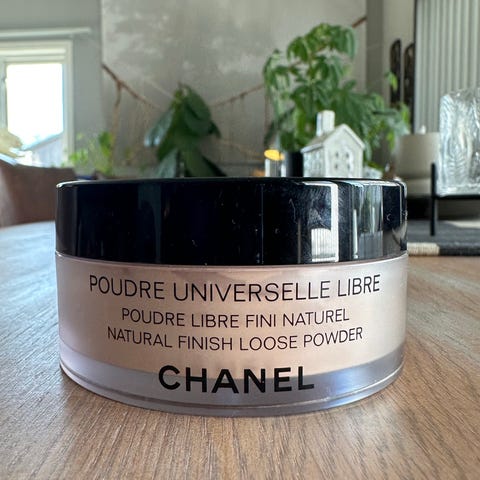 POUDRE UNIVERSELLE LIBRE
POUDRE LIBRE FINI NATUREL
NATURAL FINISH LOOSE POWDER
CHANEL